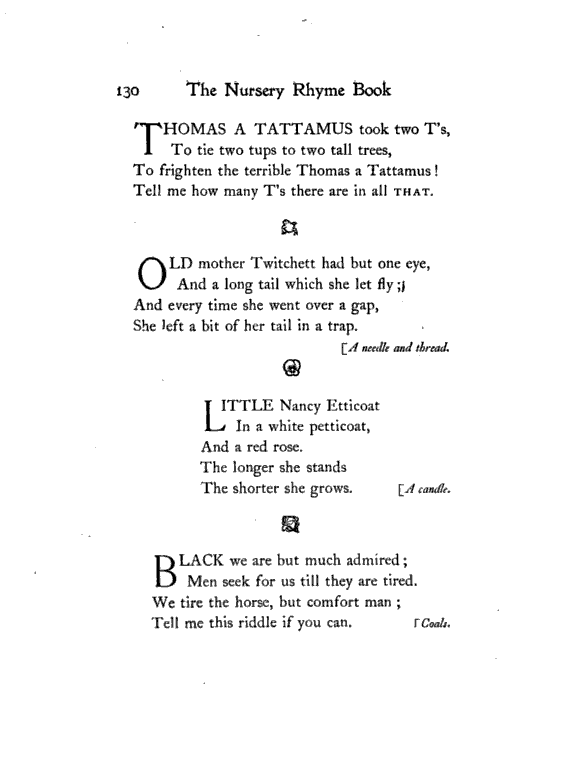 130 The Nursery Rhyme Book
THOMAS A TATTAMUS took two T's,
To tie two tups to two tall trees,
To frighten the terrible Thomas a Tattamus!
Tell me how many T's there are in all THAT.
OLD mother Twitchett had but one eye,
And a long tail which she let fly;
And every time she went over a gap,
She left a bit of her tail in a trap.
[A needle and thread.
LITTLE Nancy Etticoat
In a white petticoat,
And a red rose.
The longer she stands
The shorter she grows. [A candle.
BLACK we are but much admired;
Men seek for us till they are tired.
We tire the horse, but comfort man;
Tell me this riddle if you can. [Coals.